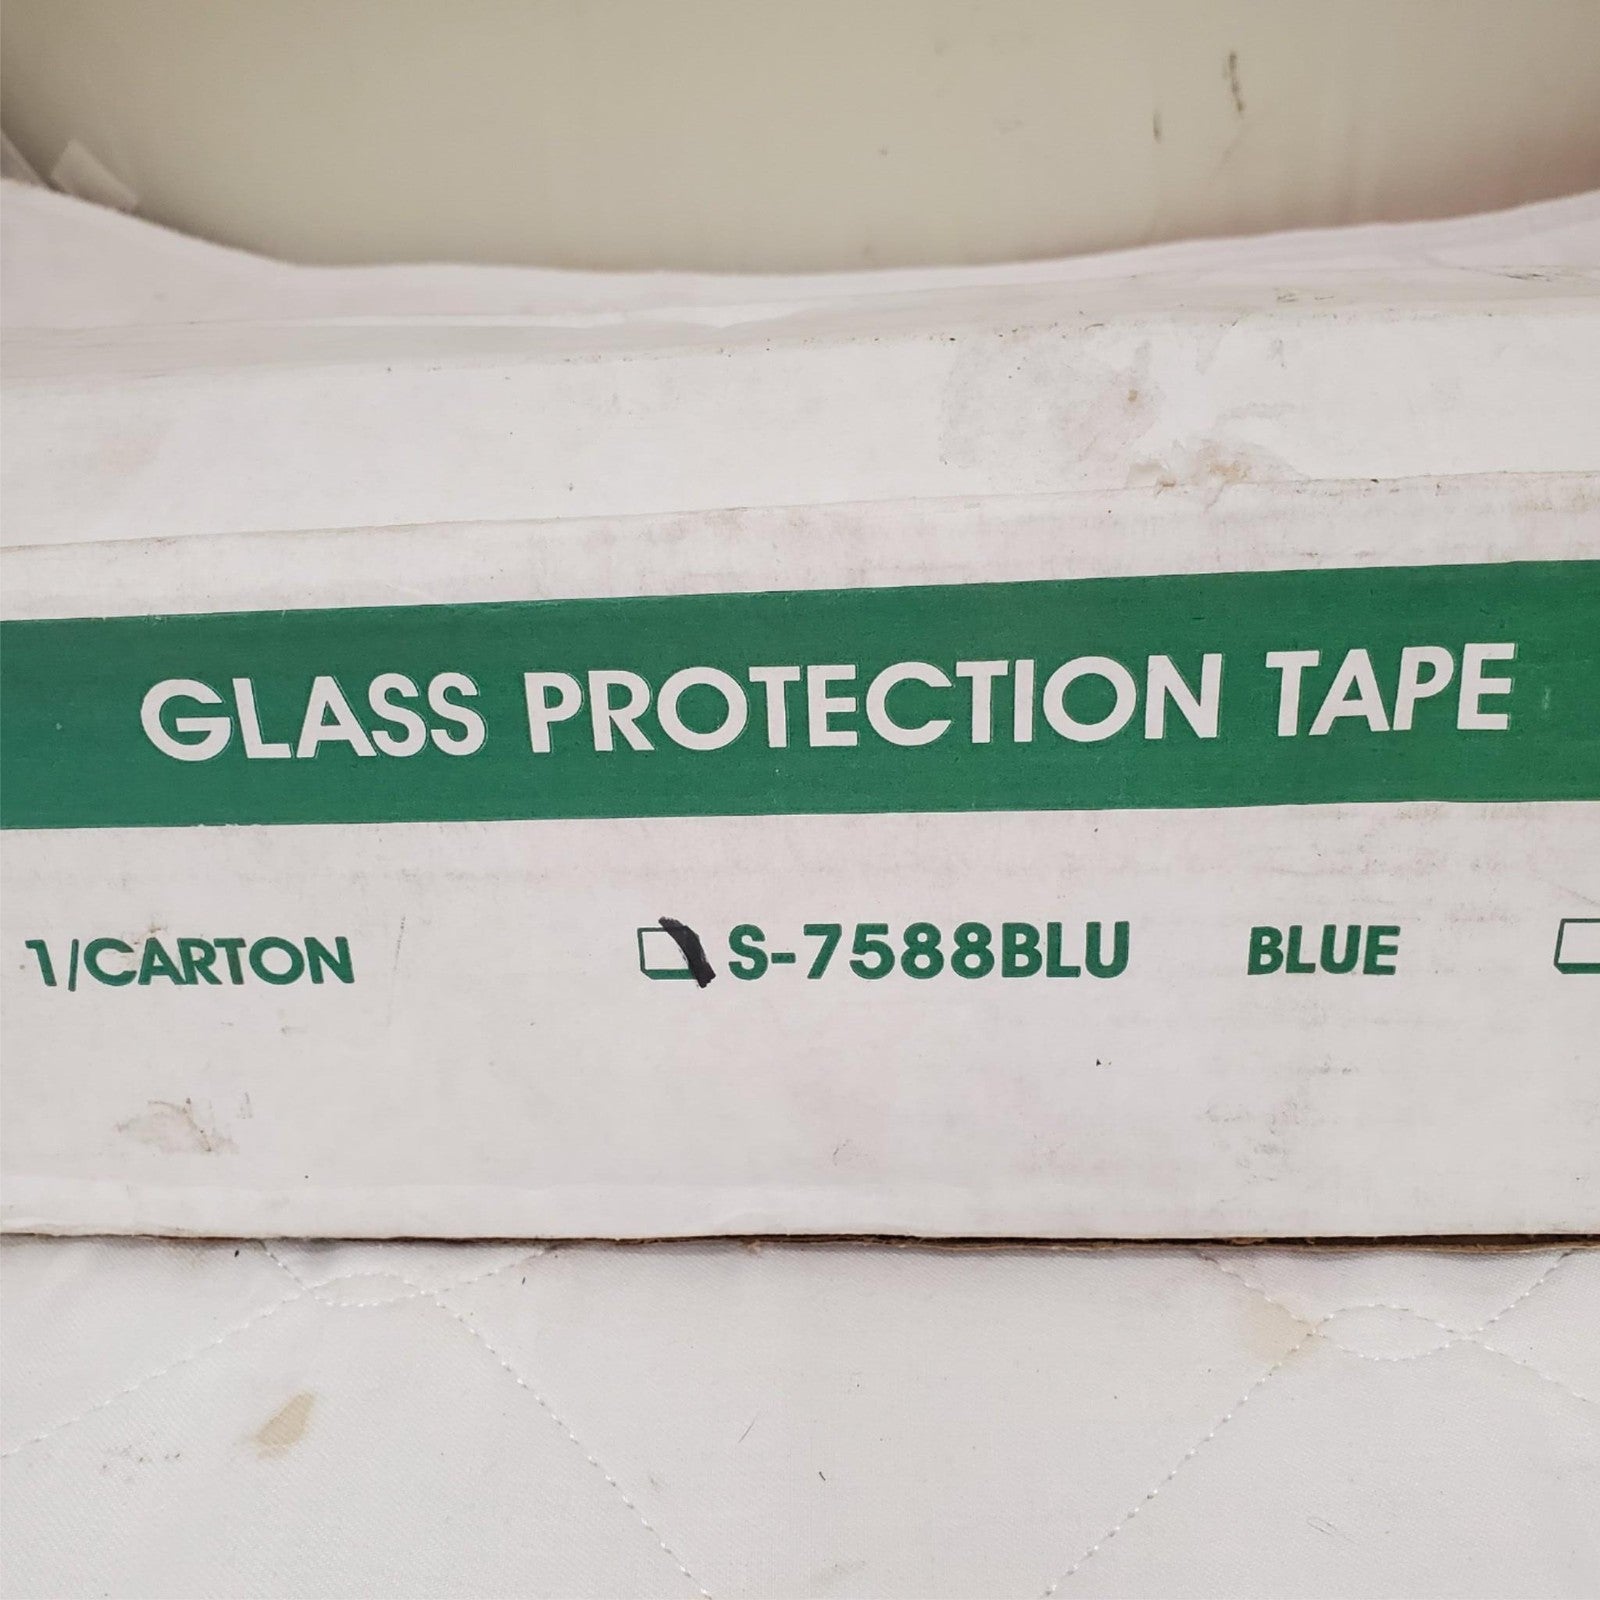 GLASS PROTECTION TAPE
1/CARTON S-7588BLU BLUE